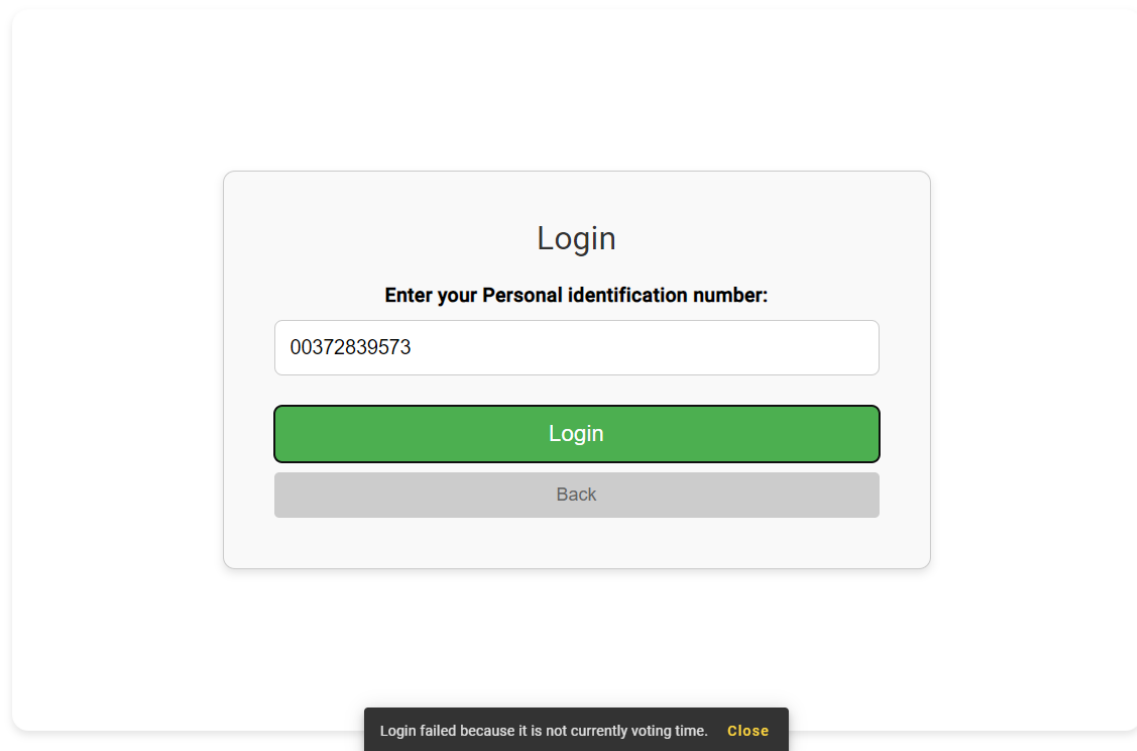 Login
Enter your Personal identification number:
00372839573
Login
Back
Login failed because it is not currently voting time. Close